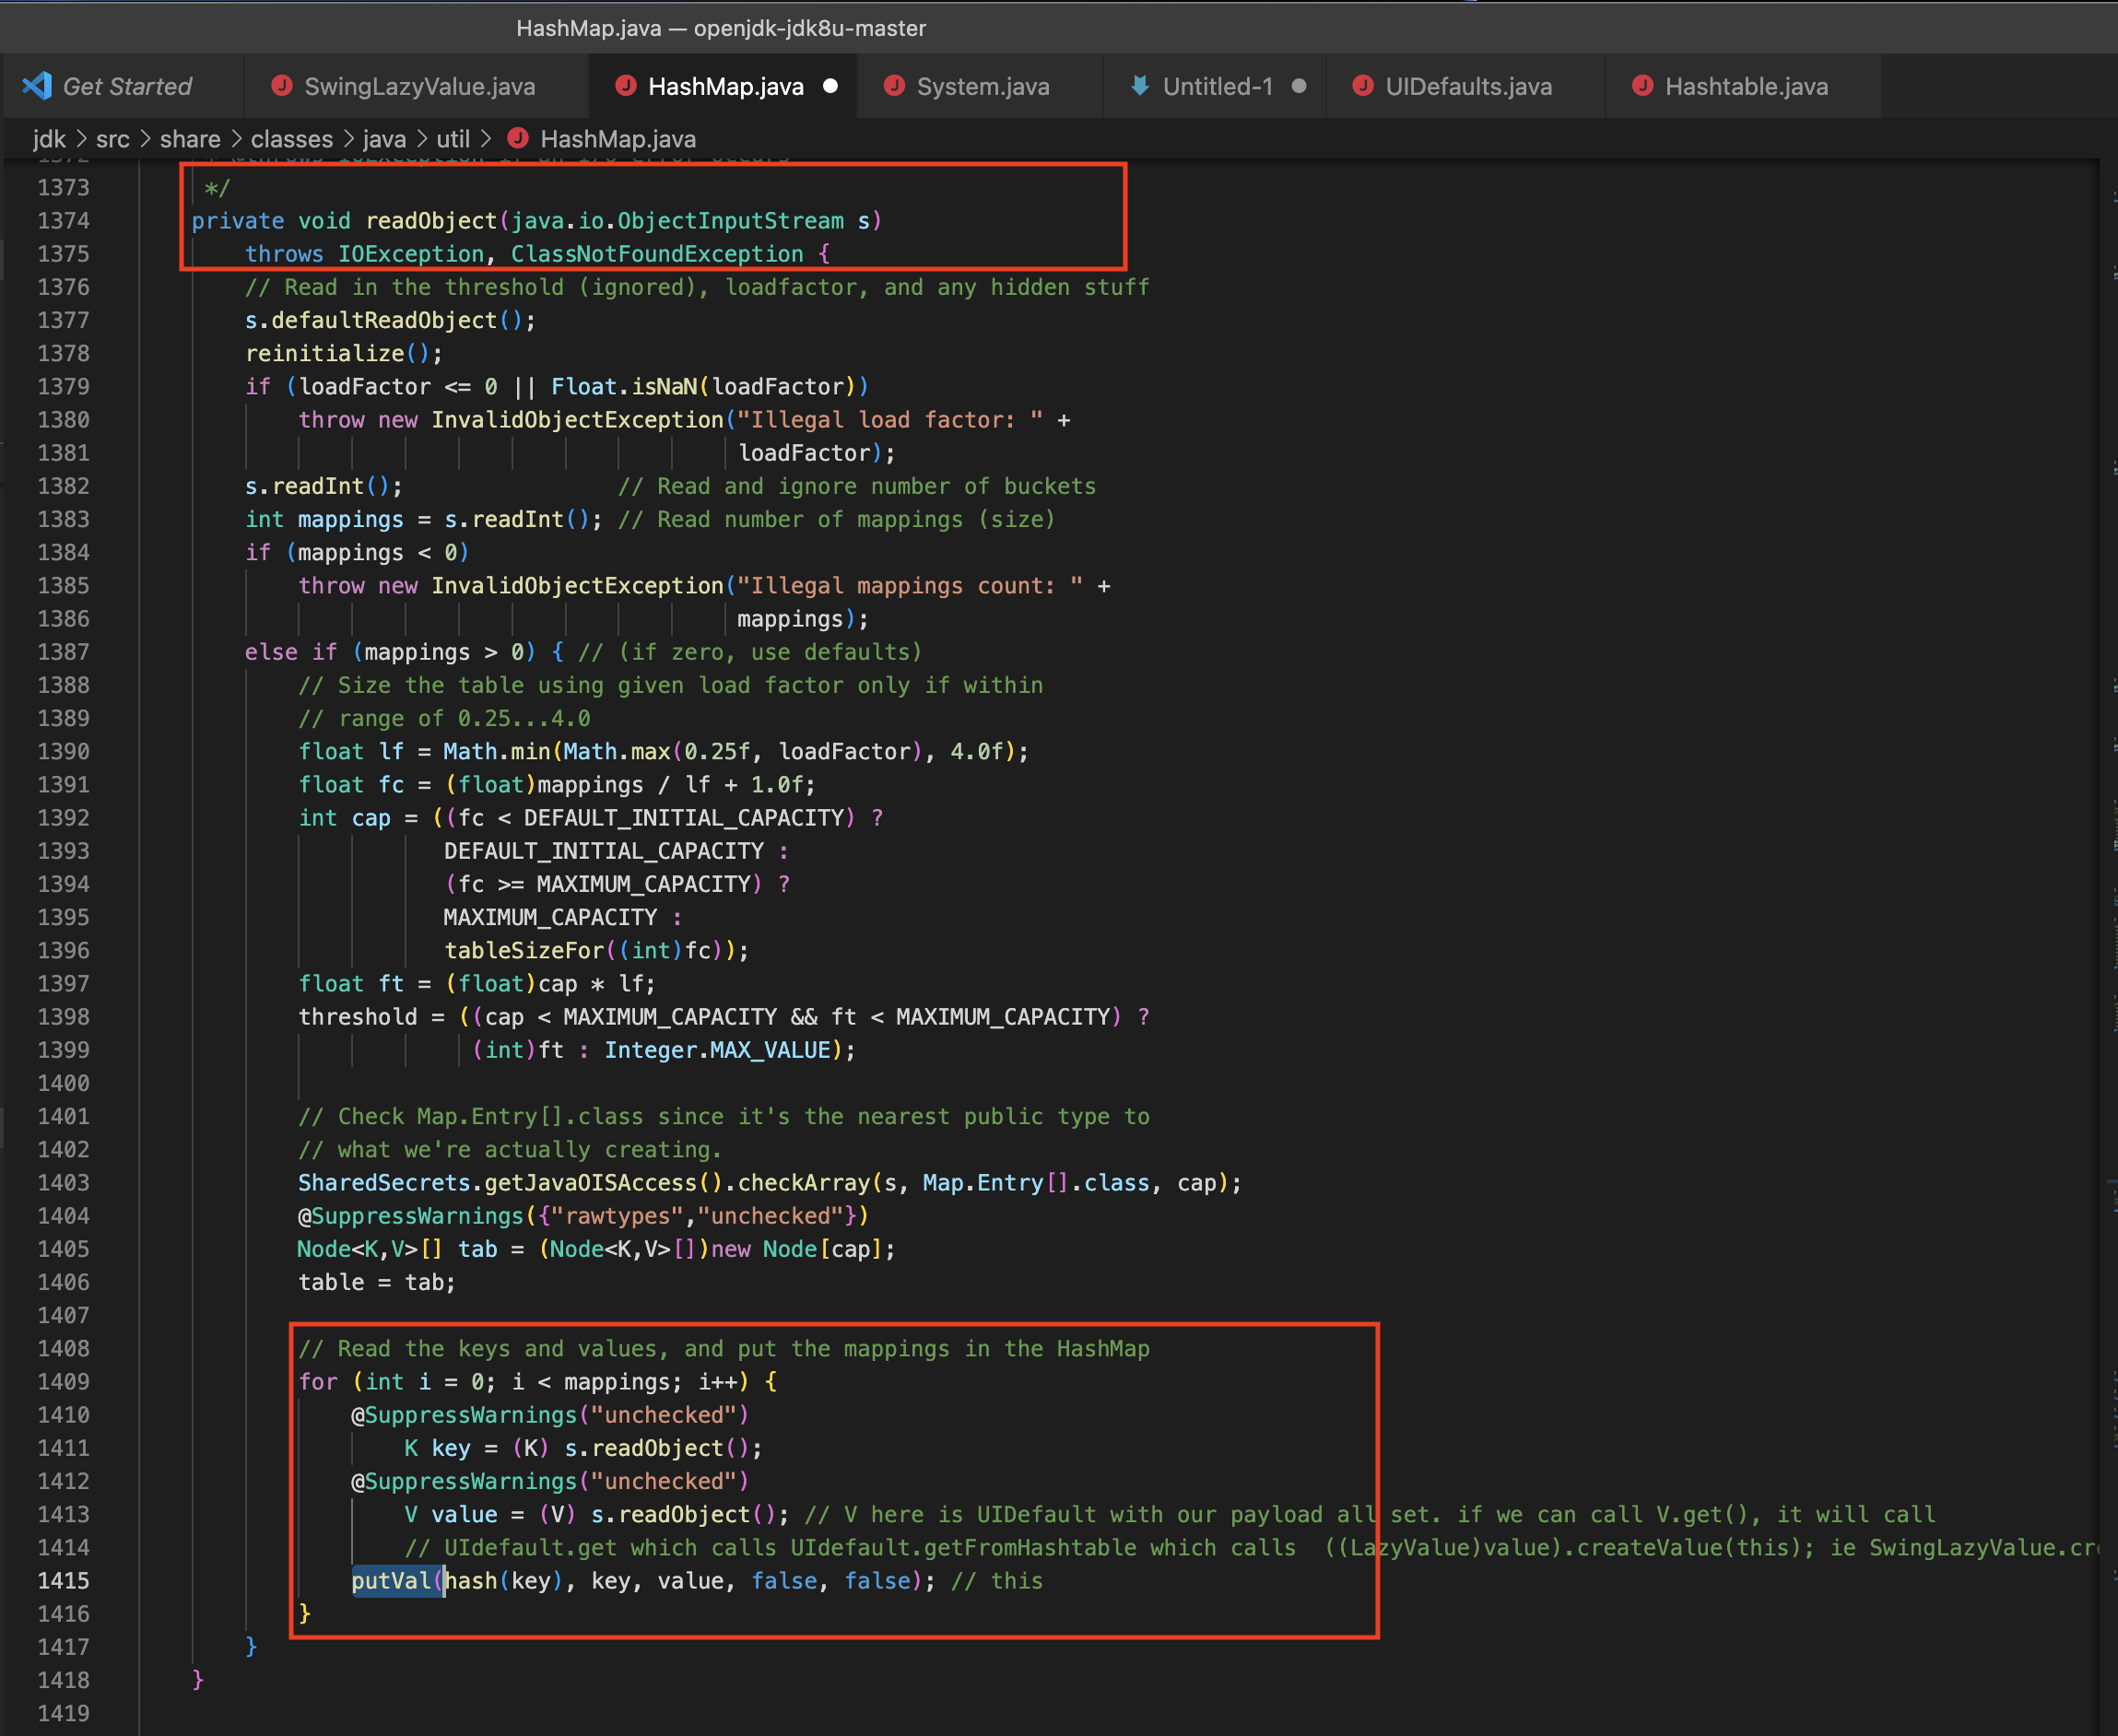 HashMap.java — openjdk-jdk8u-master
Get Started
SwingLazyValue.java
HashMap.java
System.java
Untitled-1
UIDefaults.java
Hashtable.java
jdk > src > share > classes > java > util > HashMap.java
1373 */
1374 private void readObject(java.io.ObjectInputStream s)
1375 throws IOException, ClassNotFoundException {
1376 // Read in the threshold (ignored), loadfactor, and any hidden stuff
1377 s.defaultReadObject();
1378 reinitialize();
1379 if (loadFactor <= 0 || Float.isNaN(loadFactor))
1380 throw new InvalidObjectException("Illegal load factor: " +
1381 loadFactor);
1382 s.readInt(); // Read and ignore number of buckets
1383 int mappings = s.readInt(); // Read number of mappings (size)
1384 if (mappings < 0)
1385 throw new InvalidObjectException("Illegal mappings count: " +
1386 mappings);
1387 else if (mappings > 0) { // (if zero, use defaults)
1388 // Size the table using given load factor only if within
1389 // range of 0.25...4.0
1390 float lf = Math.min(Math.max(0.25f, loadFactor), 4.0f);
1391 float fc = (float)mappings / lf + 1.0f;
1392 int cap = ((fc < DEFAULT_INITIAL_CAPACITY) ?
1393 DEFAULT_INITIAL_CAPACITY :
1394 (fc >= MAXIMUM_CAPACITY) ?
1395 MAXIMUM_CAPACITY :
1396 tableSizeFor((int)fc));
1397 float ft = (float)cap * lf;
1398 threshold = ((cap < MAXIMUM_CAPACITY && ft < MAXIMUM_CAPACITY) ?
1399 (int)ft : Integer.MAX_VALUE);
1400
1401 // Check Map.Entry[].class since it's the nearest public type to
1402 // what we're actually creating.
1403 SharedSecrets.getJavaOISAccess().checkArray(s, Map.Entry[].class, cap);
1404 @SuppressWarnings({"rawtypes","unchecked"})
1405 Node<K,V>[] tab = (Node<K,V>[])new Node[cap];
1406 table = tab;
1407
1408 // Read the keys and values, and put the mappings in the HashMap
1409 for (int i = 0; i < mappings; i++) {
1410 @SuppressWarnings("unchecked")
1411 K key = (K) s.readObject();
1412 @SuppressWarnings("unchecked")
1413 V value = (V) s.readObject(); // V here is UIDefault with our payload all set. if we can call V.get(), it will call
1414 // UIdefault.get which calls UIdefault.getFromHashtable which calls ((LazyValue)value).createValue(this); ie SwingLazyValue.cre
1415 putVal(hash(key), key, value, false, false); // this
1416 }
1417 }
1418 }
1419